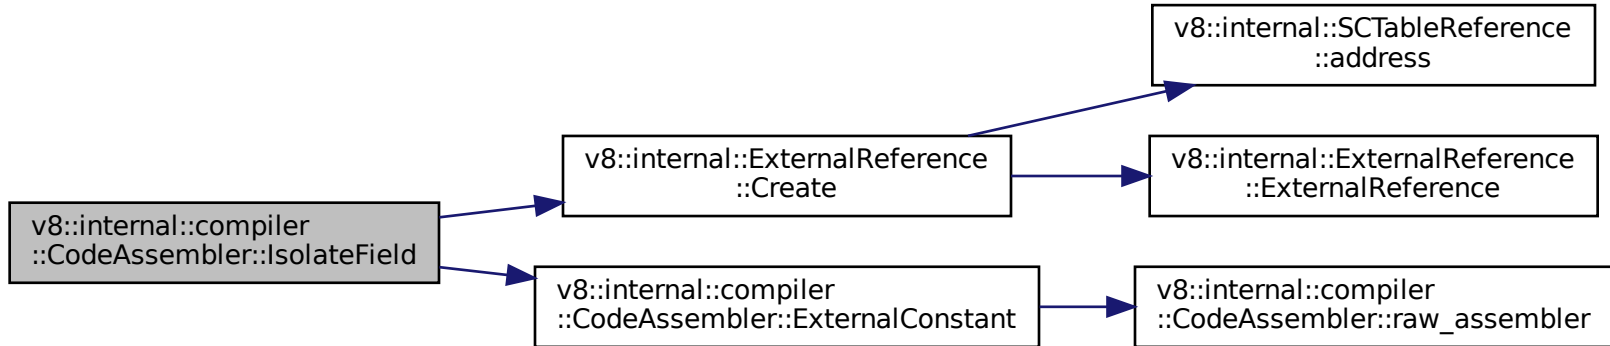 v8::internal::SCTableReference
::address
v8::internal::ExternalReference
::Create
v8::internal::ExternalReference
::ExternalReference
v8::internal::compiler
::CodeAssembler::IsolateField
v8::internal::compiler
::CodeAssembler::ExternalConstant
v8::internal::compiler
::CodeAssembler::raw_assembler